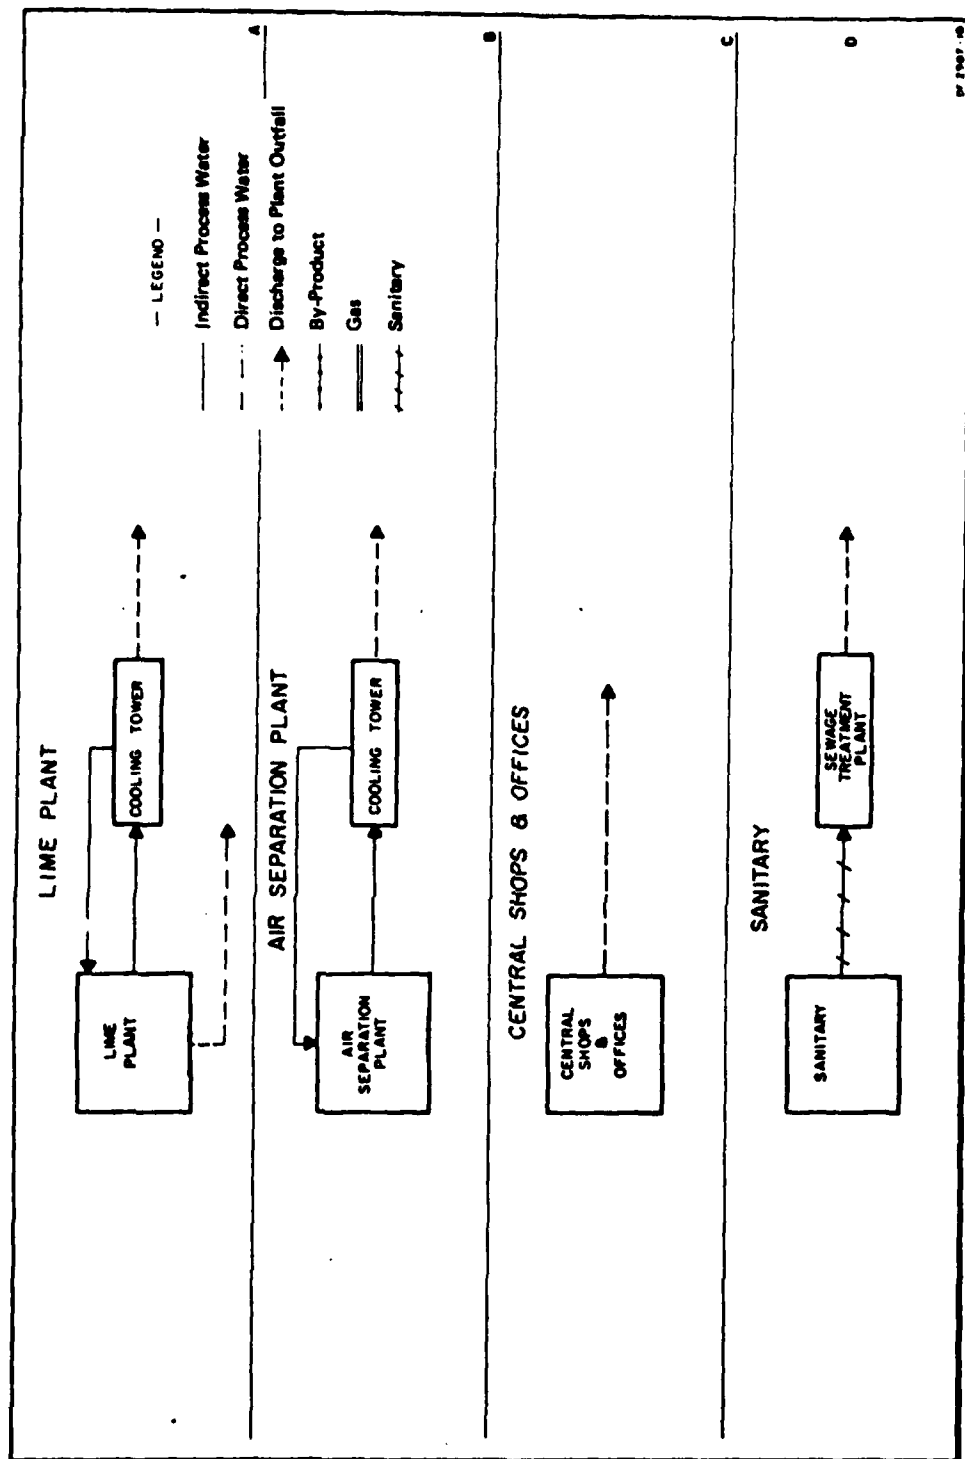 LIME PLANT
LIME
PLANT
COOLING TOWER
A
— LEGEND —
Indirect Process Water
Direct Process Water
Discharge to Plant Outfall
By-Product
Gas
Sanitary
AIR SEPARATION PLANT
AIR
SEPARATION
PLANT
COOLING TOWER
B
CENTRAL SHOPS & OFFICES
CENTRAL
SHOPS
&
OFFICES
C
SANITARY
SANITARY
SEWAGE
TREATMENT
PLANT
D